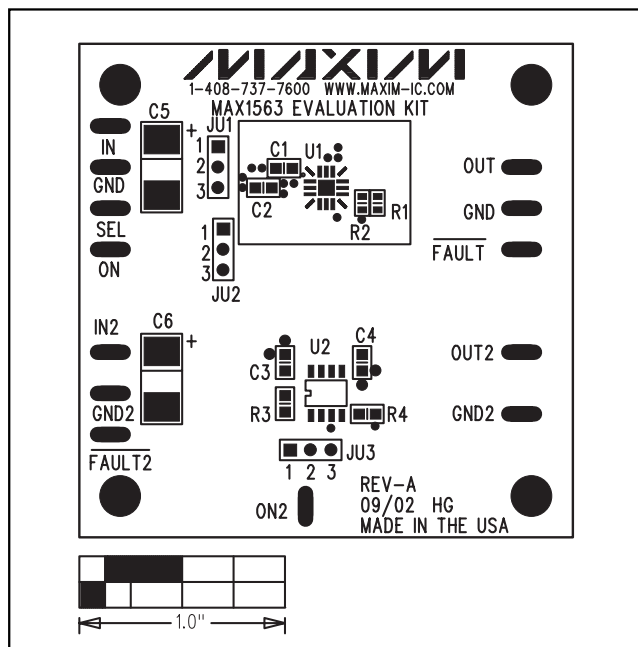 MAXIM
1-408-737-7600 WWW.MAXIM-IC.COM
MAX1563 EVALUATION KIT
C5
+
JU1
1
2
3
IN
GND
SEL
ON
C1
U1
C2
R2
R1
OUT
GND
FAULT
1
2
3
JU2
IN2
C6
+
GND2
FAULT2
U2
C4
C3
R3
R4
OUT2
GND2
JU3
1 2 3
ON2
REV-A
09/02 HG
MADE IN THE USA
1.0"